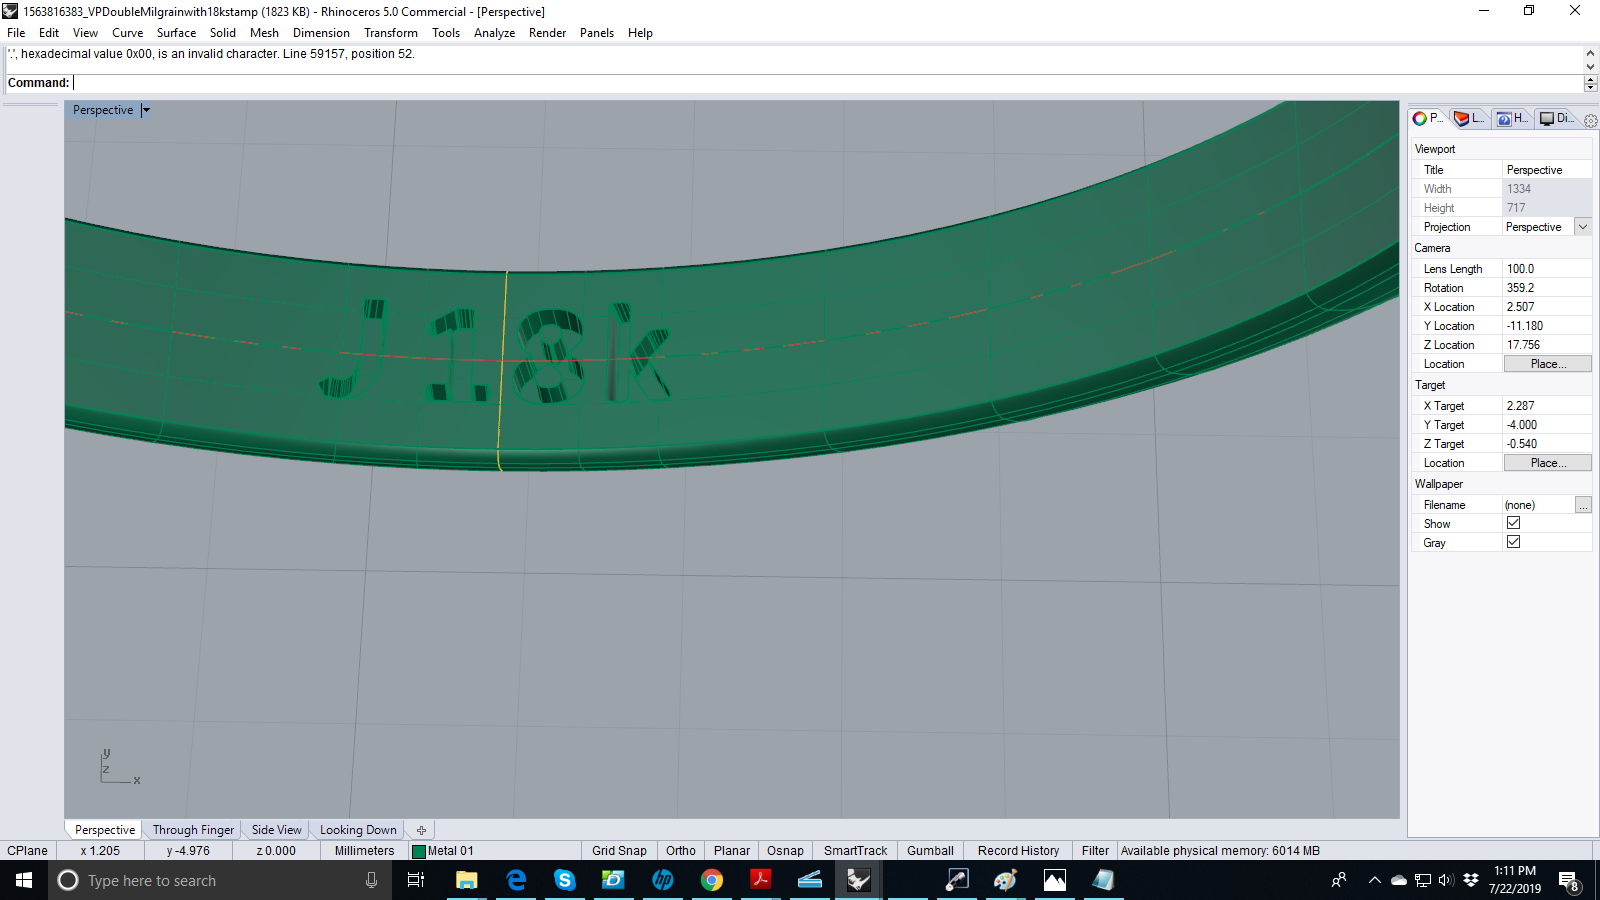 1563816383_VPDoubleMilgrainwith18kstamp (1823 KB) - Rhinoceros 5.0 Commercial - [Perspective]
File Edit View Curve Surface Solid Mesh Dimension Transform Tools Analyze Render Panels Help
'.', hexadecimal value 0x00, is an invalid character. Line 59157, position 52.
Command:
Perspective
P... L... H... Di...
Viewport
Title Perspective
Width 1334
Height 717
Projection Perspective
Camera
Lens Length 100.0
Rotation 359.2
X Location 2.507
Y Location -11.180
Z Location 17.756
Location Place...
Target
X Target 2.287
Y Target -4.000
Z Target -0.540
Location Place...
Wallpaper
Filename (none) ...
Show
Gray
J18k
y
z
x
Perspective Through Finger Side View Looking Down
CPlane x 1.205 y -4.976 z 0.000 Millimeters Metal 01 Grid Snap Ortho Planar Osnap SmartTrack Gumball Record History Filter Available physical memory: 6014 MB
Type here to search
1:11 PM
7/22/2019
8